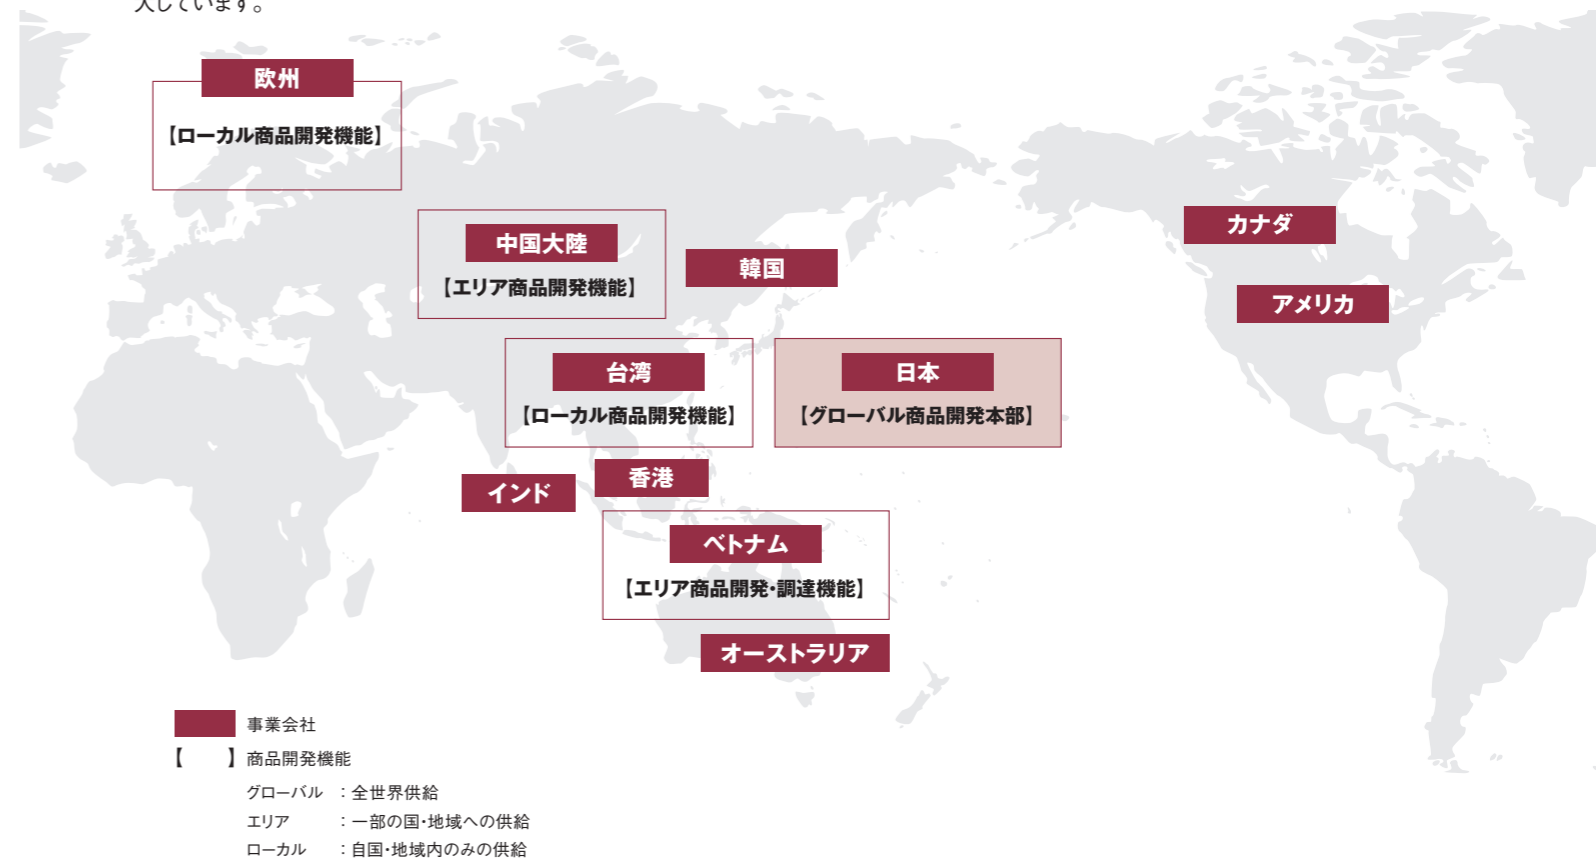 入しています。
欧州
【ローカル商品開発機能】
中国大陸
【エリア商品開発機能】
韓国
カナダ
アメリカ
台湾
【ローカル商品開発機能】
日本
【グローバル商品開発本部】
インド
香港
ベトナム
【エリア商品開発・調達機能】
オーストラリア
事業会社
【　　】商品開発機能
グローバル　：全世界供給
エリア　　　：一部の国・地域への供給
ローカル　　：自国・地域内のみの供給